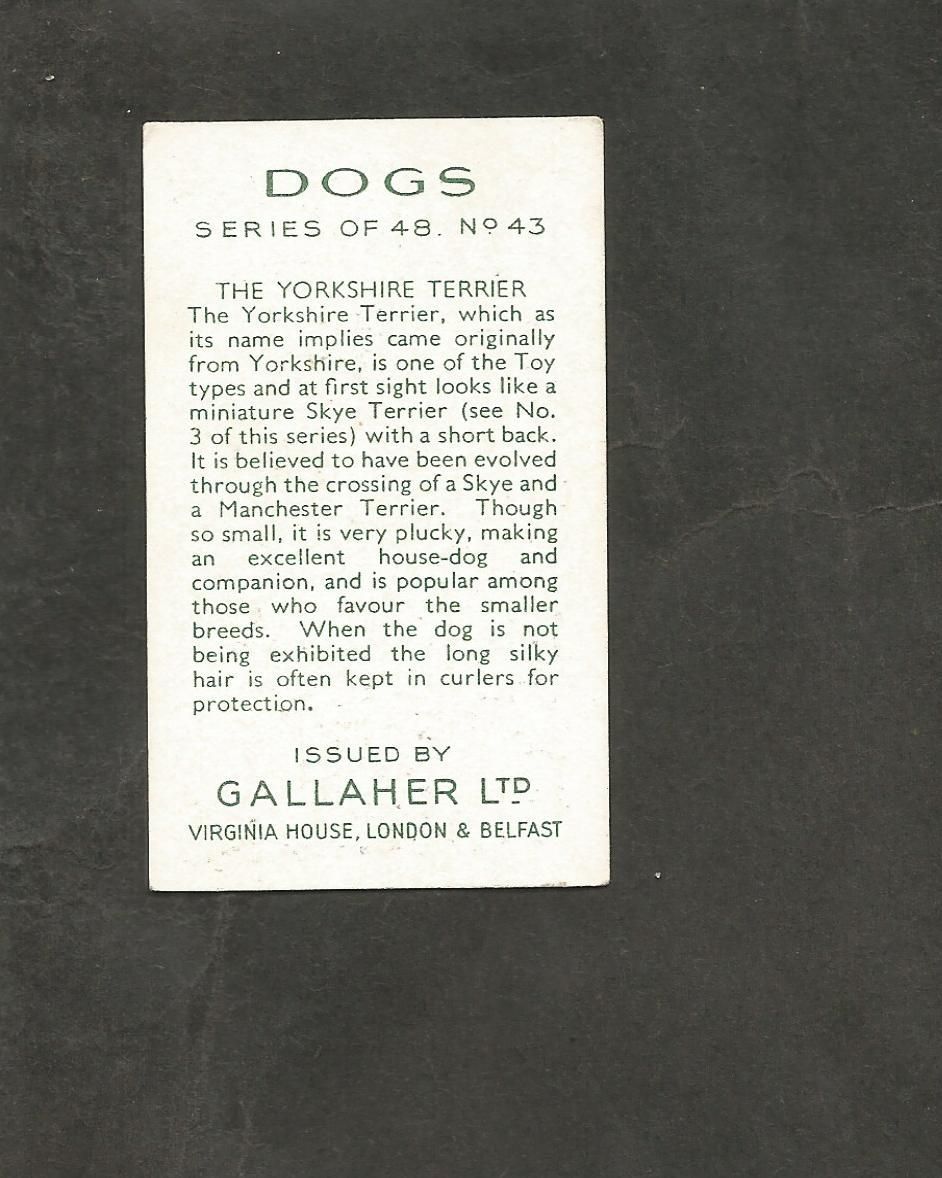 DOGS
SERIES OF 48. Nº 43
THE YORKSHIRE TERRIER
The Yorkshire Terrier, which as
its name implies came originally
from Yorkshire, is one of the Toy
types and at first sight looks like a
miniature Skye Terrier (see No.
3 of this series) with a short back.
It is believed to have been evolved
through the crossing of a Skye and
a Manchester Terrier. Though
so small, it is very plucky, making
an excellent house-dog and
companion, and is popular among
those who favour the smaller
breeds. When the dog is not
being exhibited the long silky
hair is often kept in curlers for
protection.
ISSUED BY
GALLAHER LTD
VIRGINIA HOUSE, LONDON & BELFAST